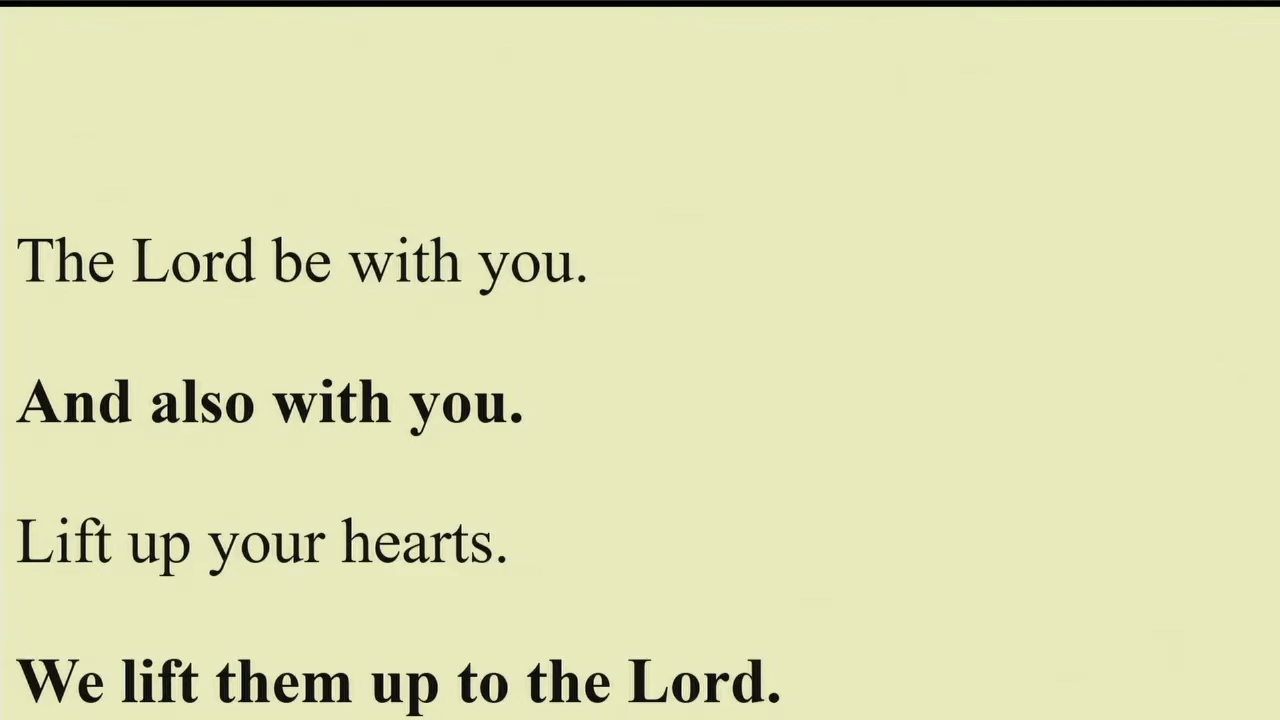 The Lord be with you.
And also with you.
Lift up your hearts.
We lift them up to the Lord.